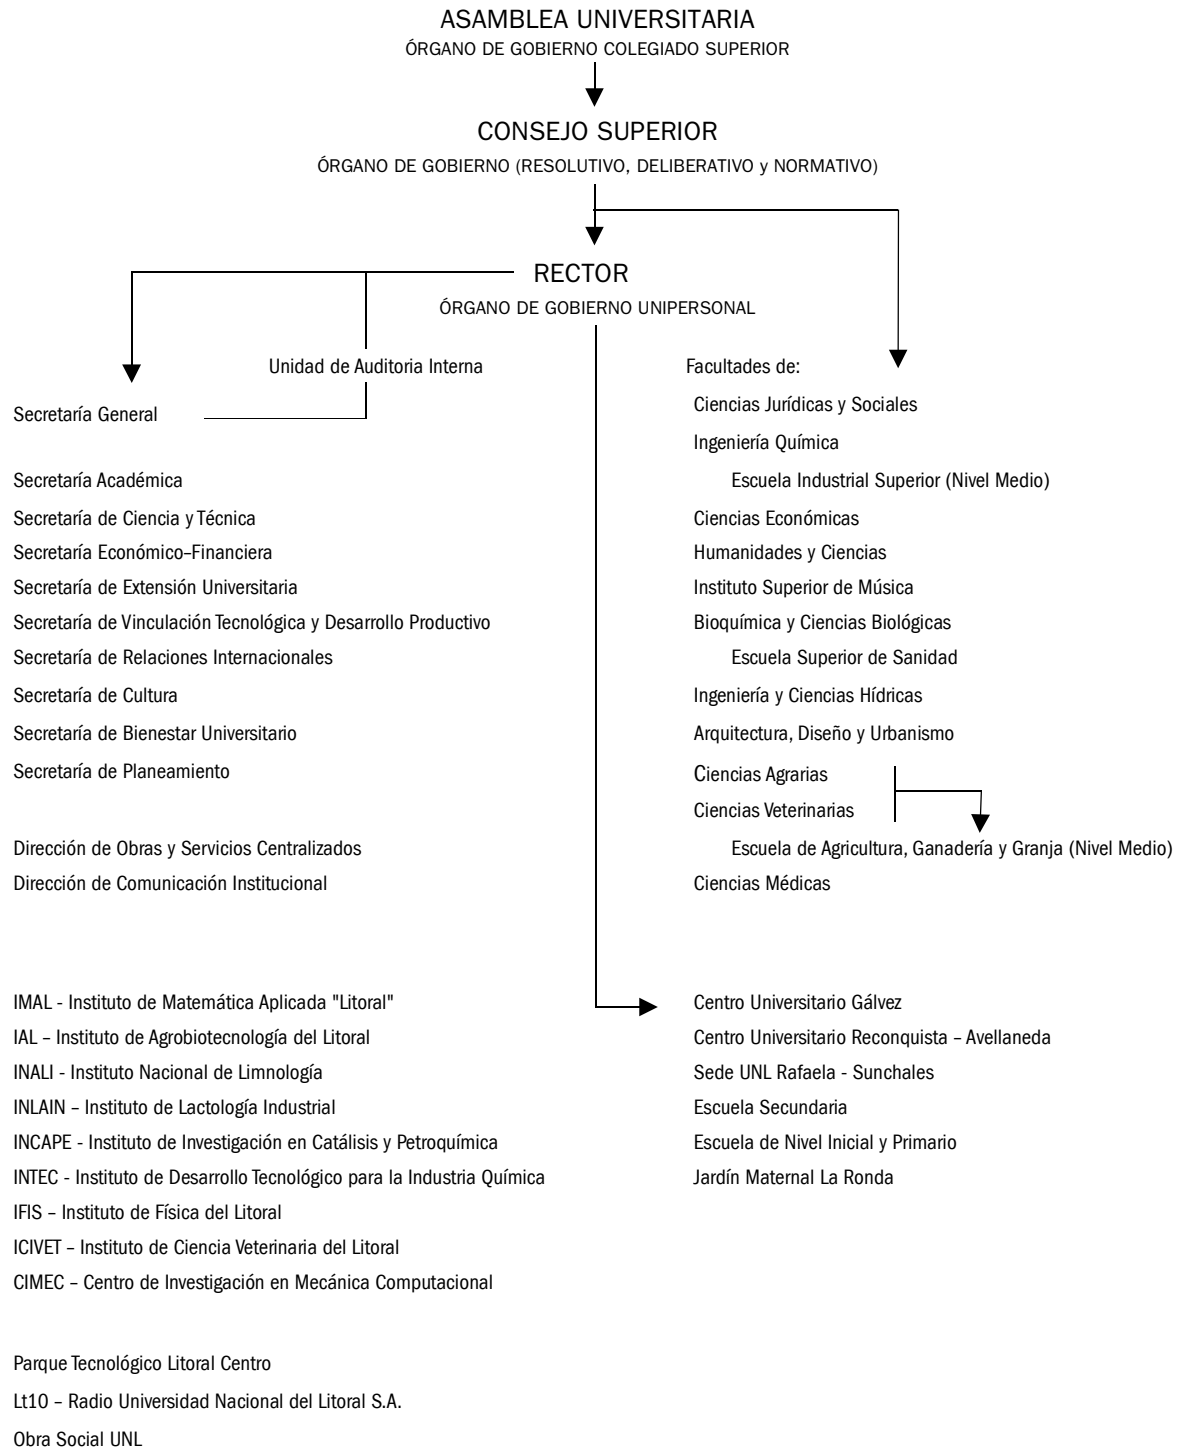 ASAMBLEA UNIVERSITARIA
ÓRGANO DE GOBIERNO COLEGIADO SUPERIOR
CONSEJO SUPERIOR
ÓRGANO DE GOBIERNO (RESOLUTIVO, DELIBERATIVO y NORMATIVO)
RECTOR
ÓRGANO DE GOBIERNO UNIPERSONAL
Unidad de Auditoria Interna
Secretaría General
Secretaría Académica
Secretaría de Ciencia y Técnica
Secretaría Económico–Financiera
Secretaría de Extensión Universitaria
Secretaría de Vinculación Tecnológica y Desarrollo Productivo
Secretaría de Relaciones Internacionales
Secretaría de Cultura
Secretaría de Bienestar Universitario
Secretaría de Planeamiento
Dirección de Obras y Servicios Centralizados
Dirección de Comunicación Institucional
Facultades de:
Ciencias Jurídicas y Sociales
Ingeniería Química
Escuela Industrial Superior (Nivel Medio)
Ciencias Económicas
Humanidades y Ciencias
Instituto Superior de Música
Bioquímica y Ciencias Biológicas
Escuela Superior de Sanidad
Ingeniería y Ciencias Hídricas
Arquitectura, Diseño y Urbanismo
Ciencias Agrarias
Ciencias Veterinarias
Escuela de Agricultura, Ganadería y Granja (Nivel Medio)
Ciencias Médicas
IMAL - Instituto de Matemática Aplicada "Litoral"
IAL – Instituto de Agrobiotecnología del Litoral
INALI - Instituto Nacional de Limnología
INLAIN – Instituto de Lactología Industrial
INCAPE - Instituto de Investigación en Catálisis y Petroquímica
INTEC - Instituto de Desarrollo Tecnológico para la Industria Química
IFIS – Instituto de Física del Litoral
ICIVET – Instituto de Ciencia Veterinaria del Litoral
CIMEC – Centro de Investigación en Mecánica Computacional
Centro Universitario Gálvez
Centro Universitario Reconquista – Avellaneda
Sede UNL Rafaela - Sunchales
Escuela Secundaria
Escuela de Nivel Inicial y Primario
Jardín Maternal La Ronda
Parque Tecnológico Litoral Centro
Lt10 – Radio Universidad Nacional del Litoral S.A.
Obra Social UNL